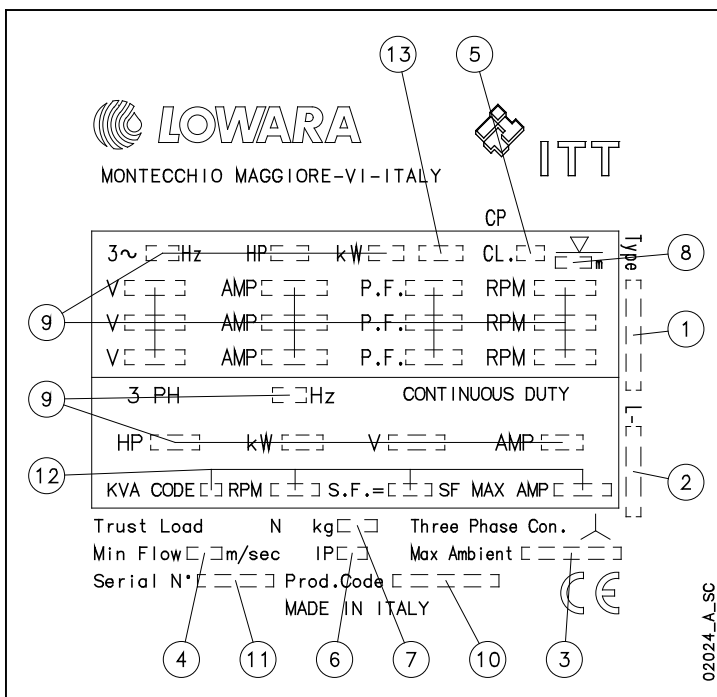 13 5
LOWARA ITT
MONTECCHIO MAGGIORE-VI-ITALY
CP
3~ Hz HP kW CL. m
8
V AMP P.F. RPM
9
V AMP P.F. RPM
V AMP P.F. RPM
Type
1
L-
2
3 PH Hz CONTINUOUS DUTY
9
HP kW V AMP
12
KVA CODE RPM S.F.= SF MAX AMP
Trust Load N kg Three Phase Con.
Min Flow m/sec IP Max Ambient
Serial N° Prod.Code CE
MADE IN ITALY
4 11 6 7 10 3
02024_A_SC